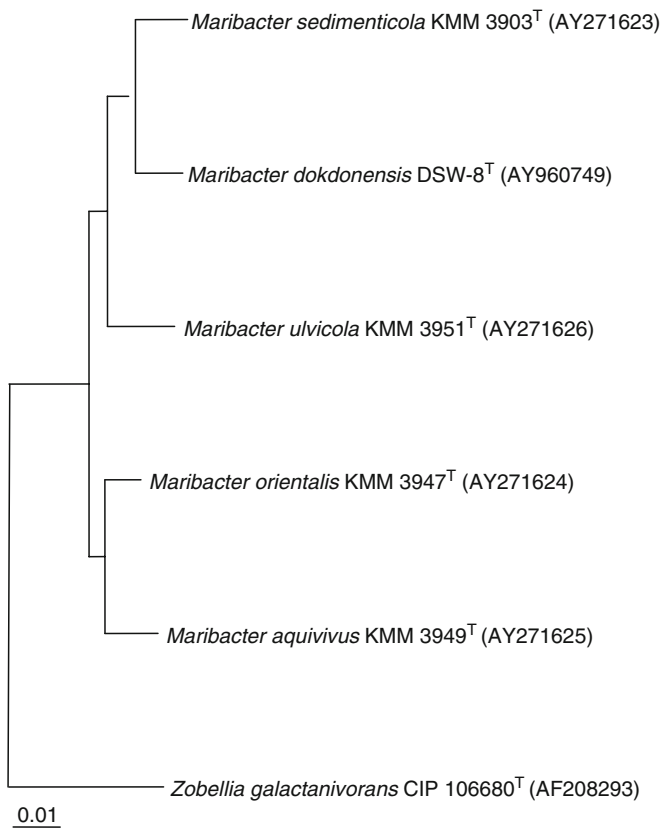 Maribacter sedimenticola KMM 3903ᵀ (AY271623)
Maribacter dokdonensis DSW-8ᵀ (AY960749)
Maribacter ulvicola KMM 3951ᵀ (AY271626)
Maribacter orientalis KMM 3947ᵀ (AY271624)
Maribacter aquivivus KMM 3949ᵀ (AY271625)
Zobellia galactanivorans CIP 106680ᵀ (AF208293)
0.01